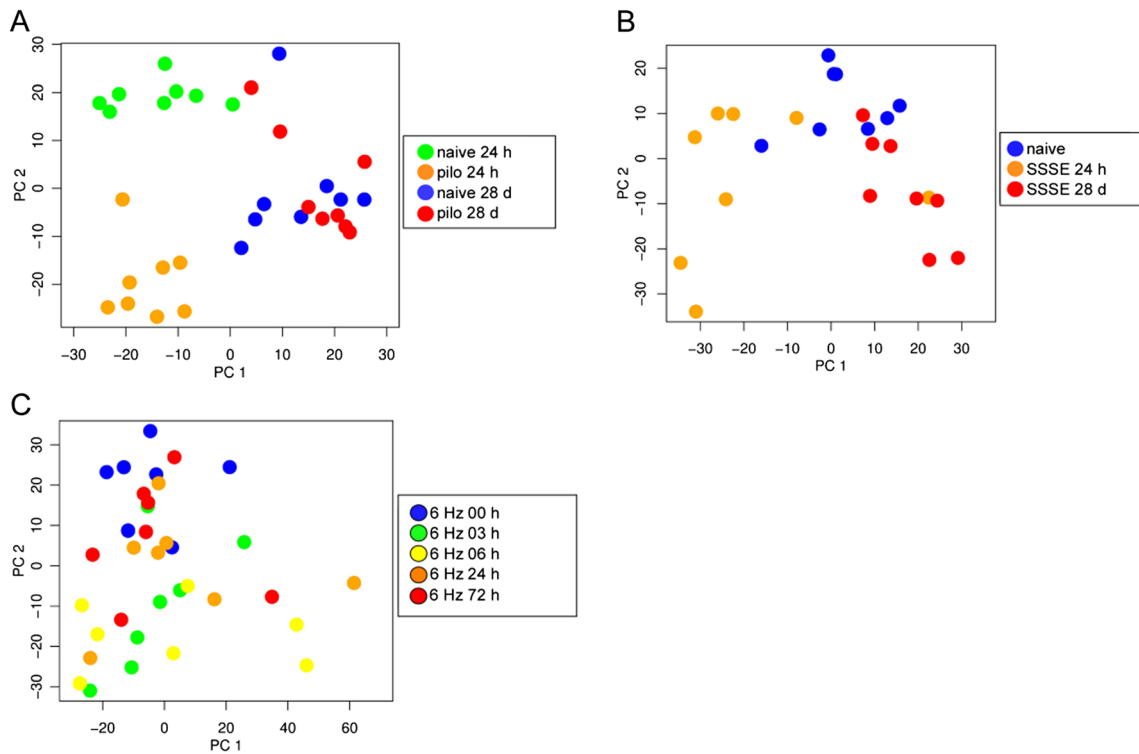 A
30
20
10
0
−10
−20
PC 2
−30
−20
−10
0
10
20
30
PC 1
naive 24 h
pilo 24 h
naive 28 d
pilo 28 d
B
20
10
0
−10
−20
−30
PC 2
−30
−20
−10
0
10
20
30
PC 1
naive
SSSE 24 h
SSSE 28 d
C
30
20
10
0
−10
−20
−30
PC 2
−20
0
20
40
60
PC 1
6 Hz 00 h
6 Hz 03 h
6 Hz 06 h
6 Hz 24 h
6 Hz 72 h